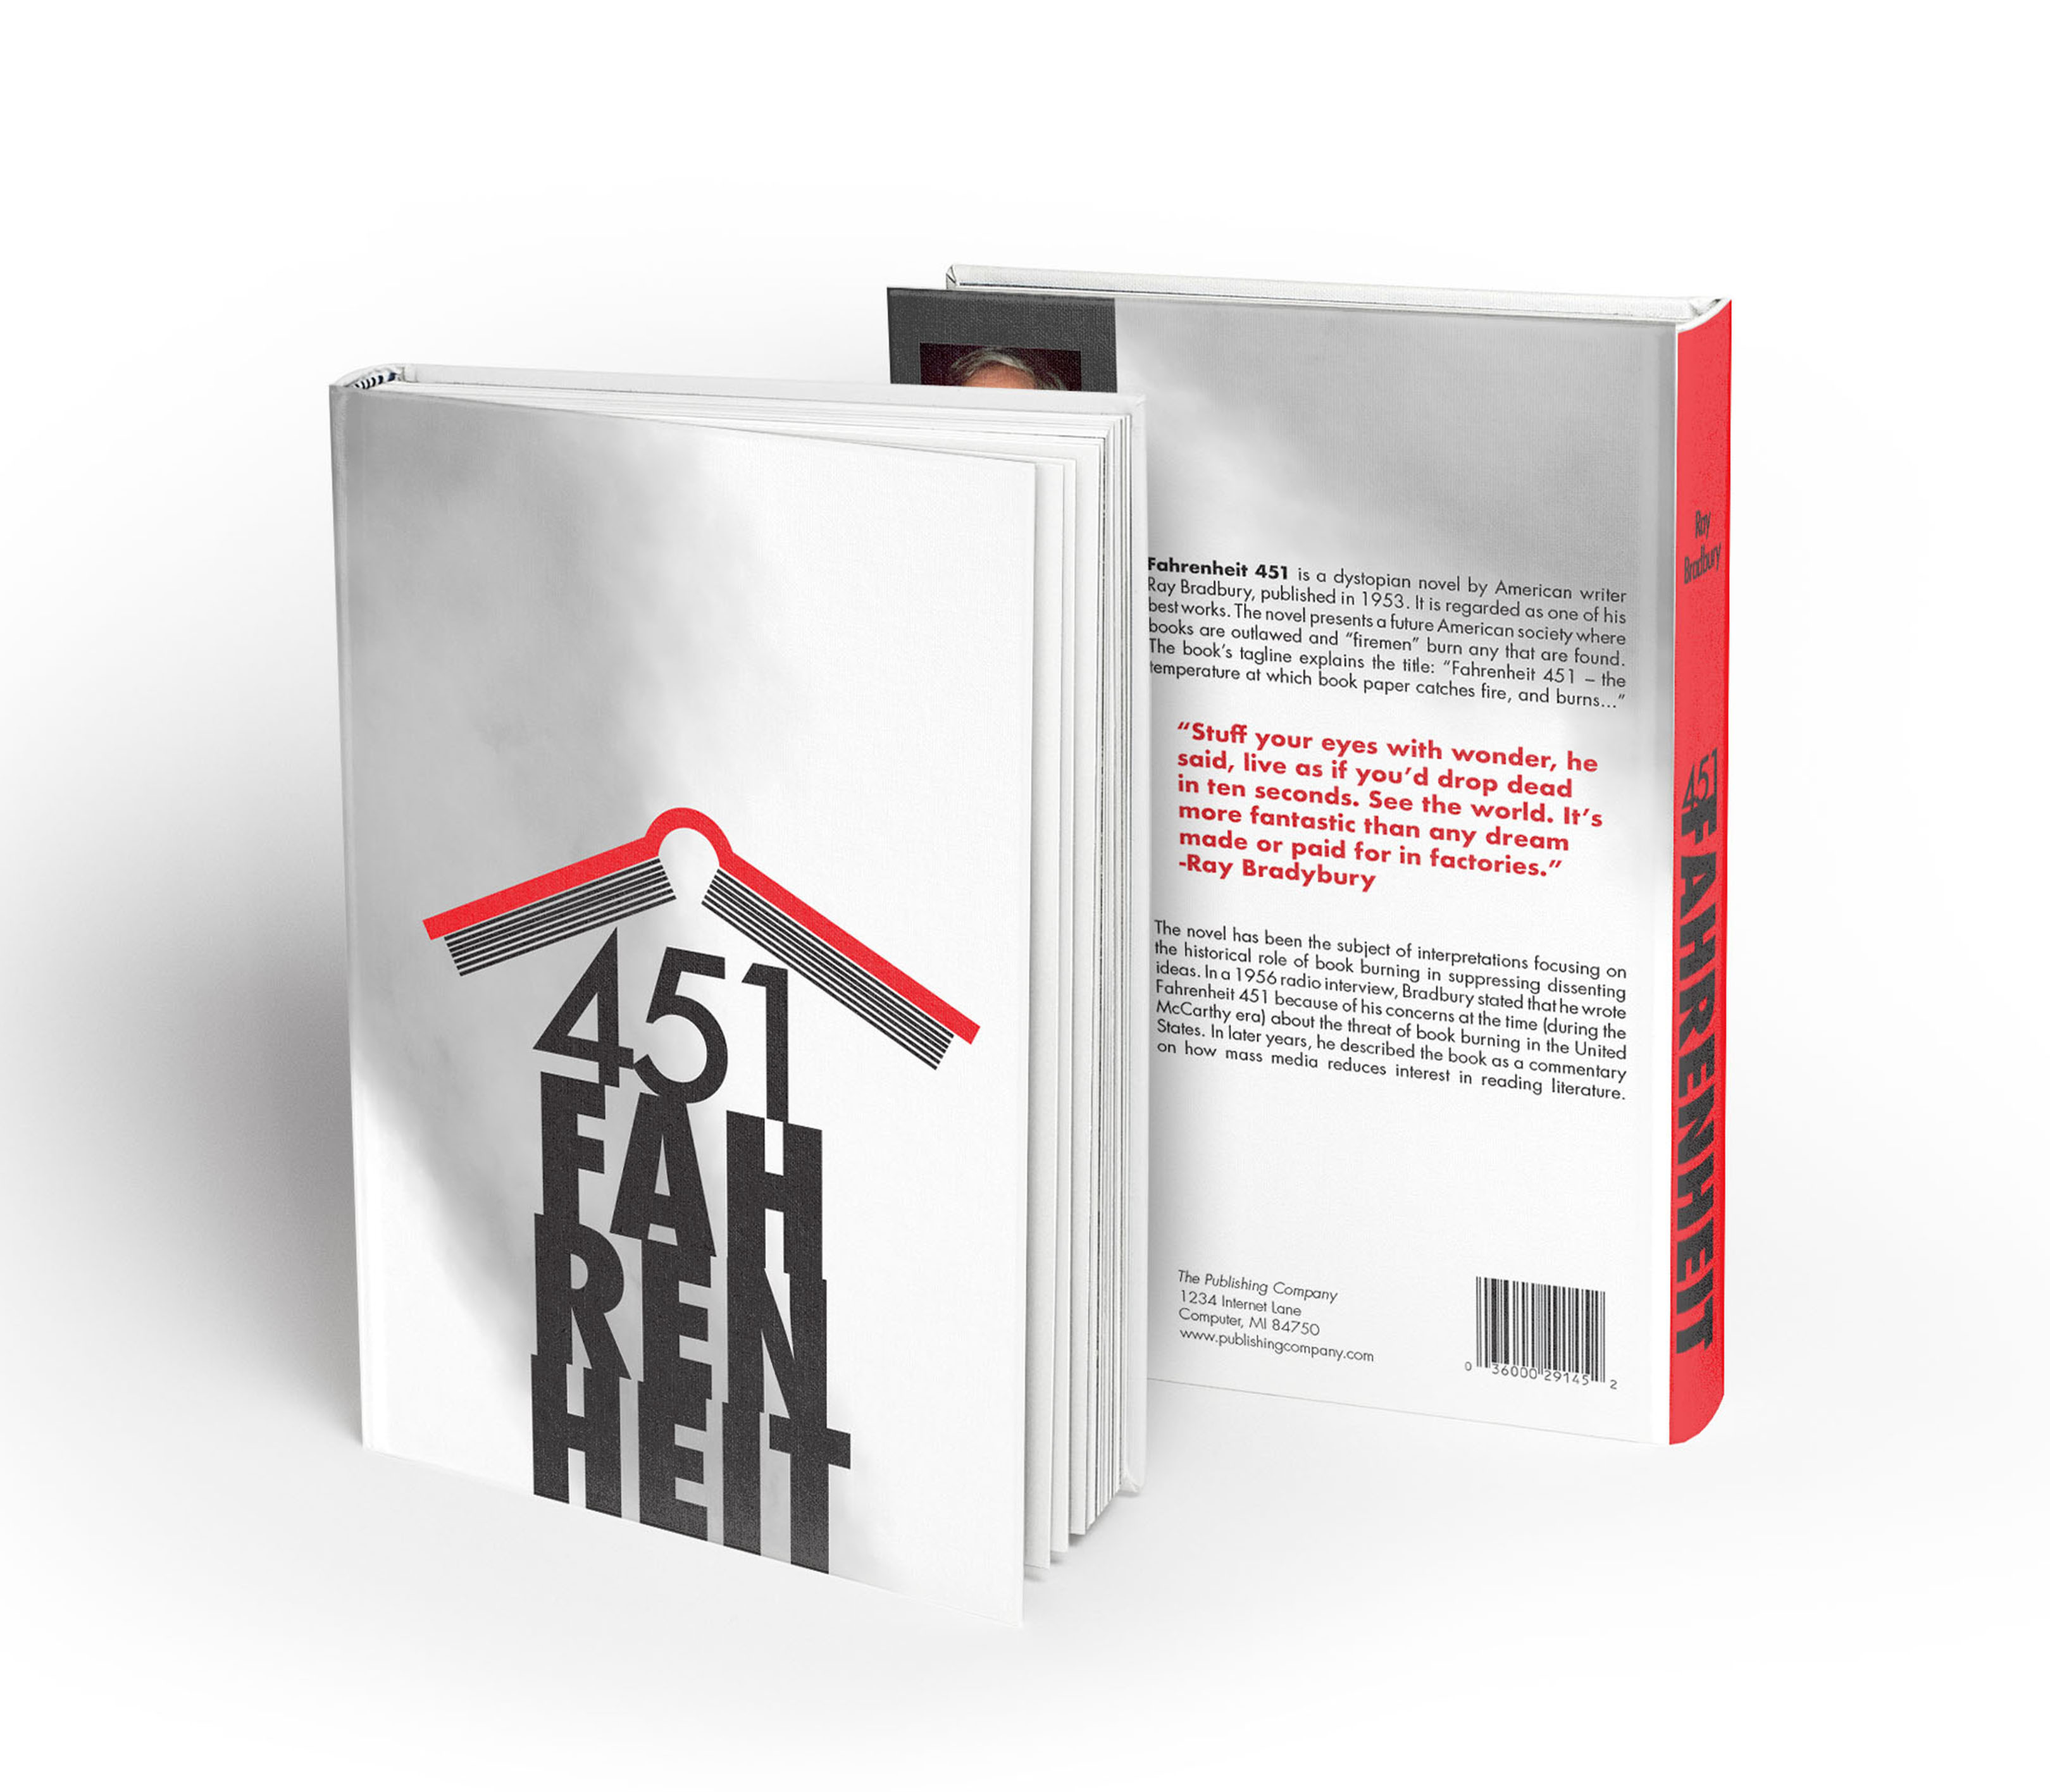 451
FAH
REN
HEIT
Fahrenheit 451 is a dystopian novel by American writer
Ray Bradbury, published in 1953. It is regarded as one of his
best works. The novel presents a future American society where
books are outlawed and “firemen” burn any that are found.
The book’s tagline explains the title: “Fahrenheit 451 – the
temperature at which book paper catches fire, and burns...”
“Stuff your eyes with wonder, he
said, live as if you’d drop dead
in ten seconds. See the world. It’s
more fantastic than any dream
made or paid for in factories.”
-Ray Bradybury
The novel has been the subject of interpretations focusing on
the historical role of book burning in suppressing dissenting
ideas. In a 1956 radio interview, Bradbury stated that he wrote
Fahrenheit 451 because of his concerns at the time (during the
McCarthy era) about the threat of book burning in the United
States. In later years, he described the book as a commentary
on how mass media reduces interest in reading literature.
The Publishing Company
1234 Internet Lane
Computer, MI 84750
www.publishingcompany.com
0 36000 29145 2
Ray
Bradbury
451
FAHRENHEIT